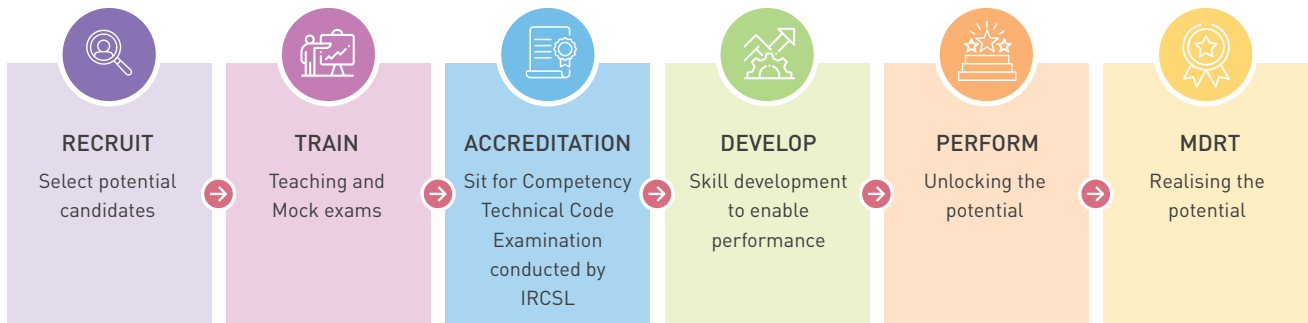 RECRUIT
Select potential
candidates
TRAIN
Teaching and
Mock exams
ACCREDITATION
Sit for Competency
Technical Code
Examination
conducted by
IRCSL
DEVELOP
Skill development
to enable
performance
PERFORM
Unlocking the
potential
MDRT
Realising the
potential